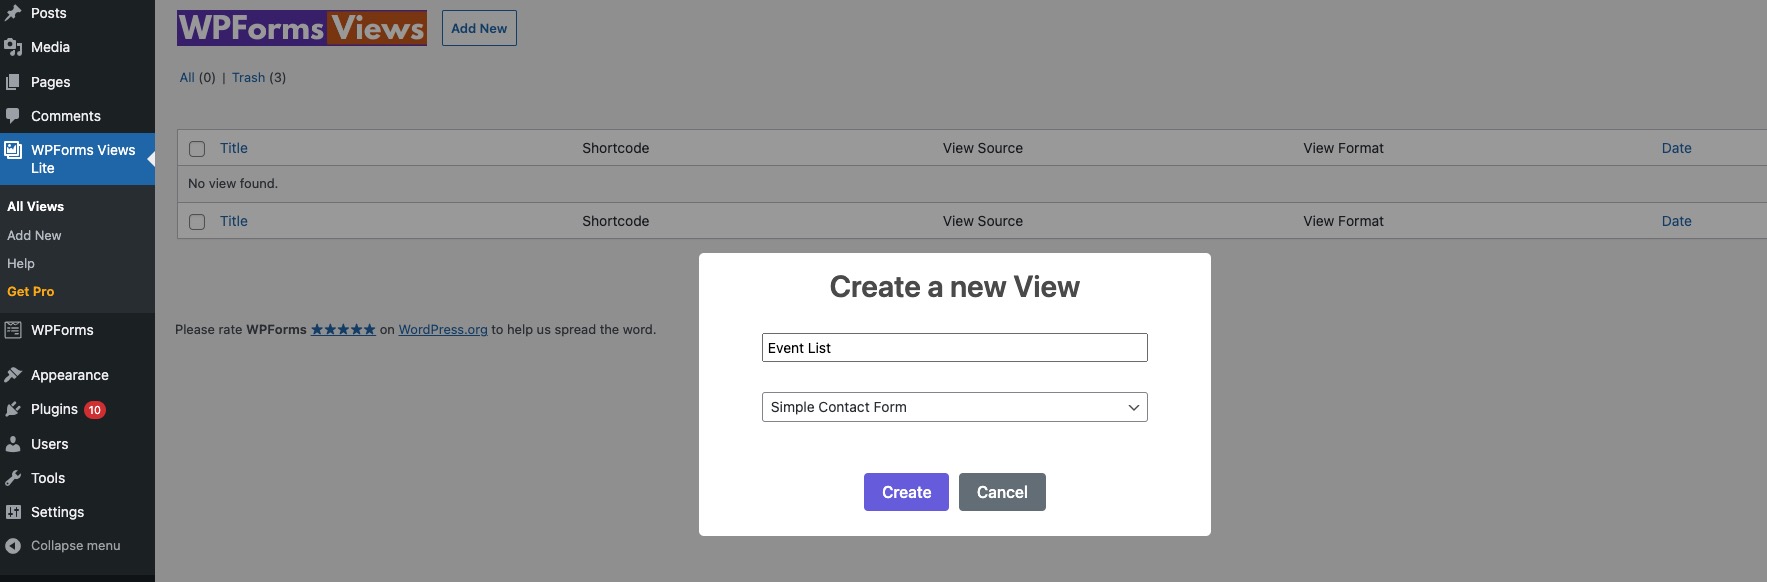 Posts
Media
Pages
Comments
WPForms Views
Lite
All Views
Add New
Help
Get Pro
WPForms
Appearance
Plugins 10
Users
Tools
Settings
Collapse menu
WPForms Views Add New
All (0) | Trash (3)
Title Shortcode View Source View Format Date
No view found.
Title Shortcode View Source View Format Date
Please rate WPForms ★★★★★ on WordPress.org to help us spread the word.
Create a new View
Event List
Simple Contact Form
Create Cancel